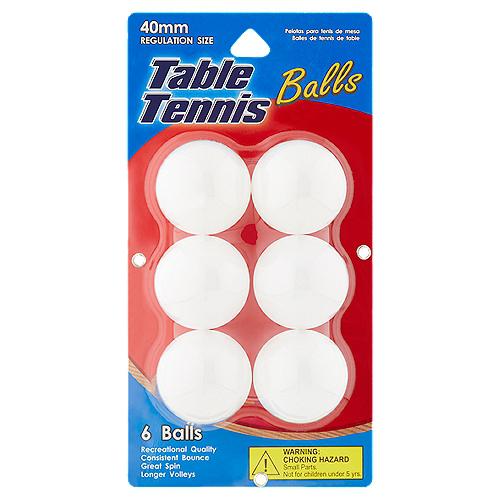 40mm
REGULATION SIZE
Pelotas para tenis de mesa
Balles de tennis de table
Table
Tennis
Balls
6 Balls
Recreational Quality
Consistent Bounce
Great Spin
Longer Volleys
WARNING:
CHOKING HAZARD
Small Parts.
Not for children under 5 yrs.